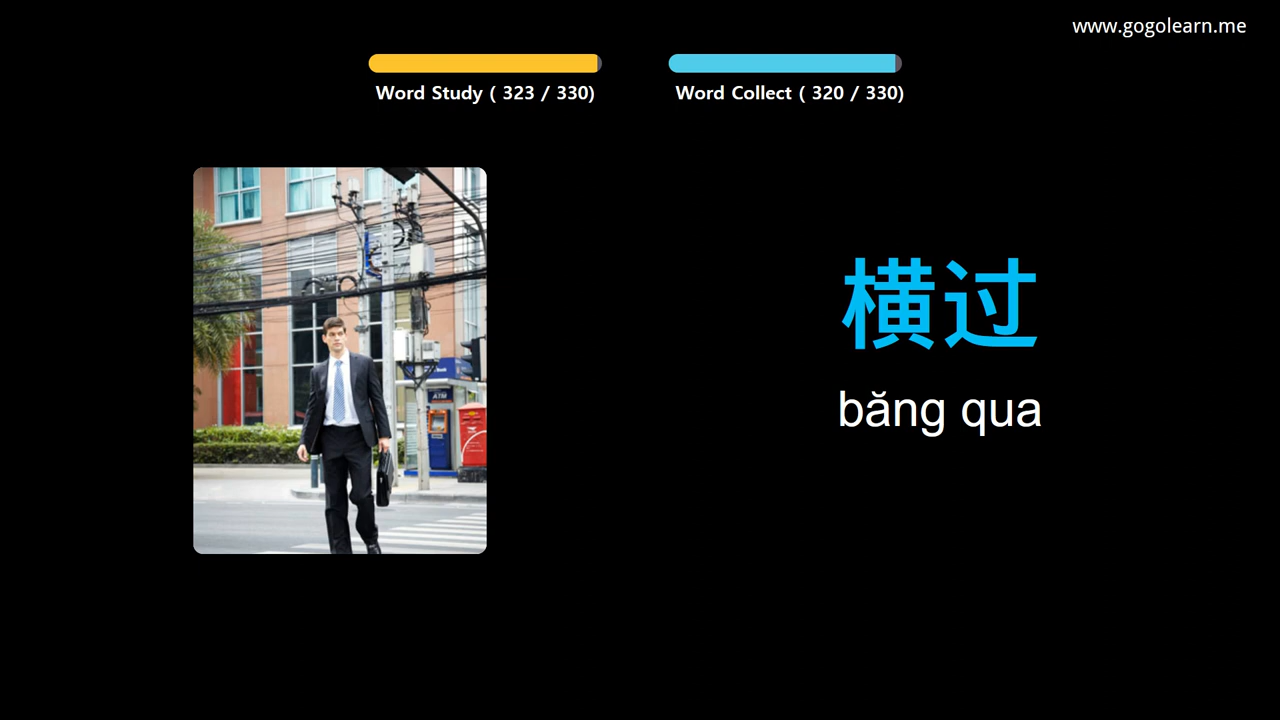 www.gogolearn.me
Word Study ( 323 / 330)
Word Collect ( 320 / 330)
横过
băng qua
ATM